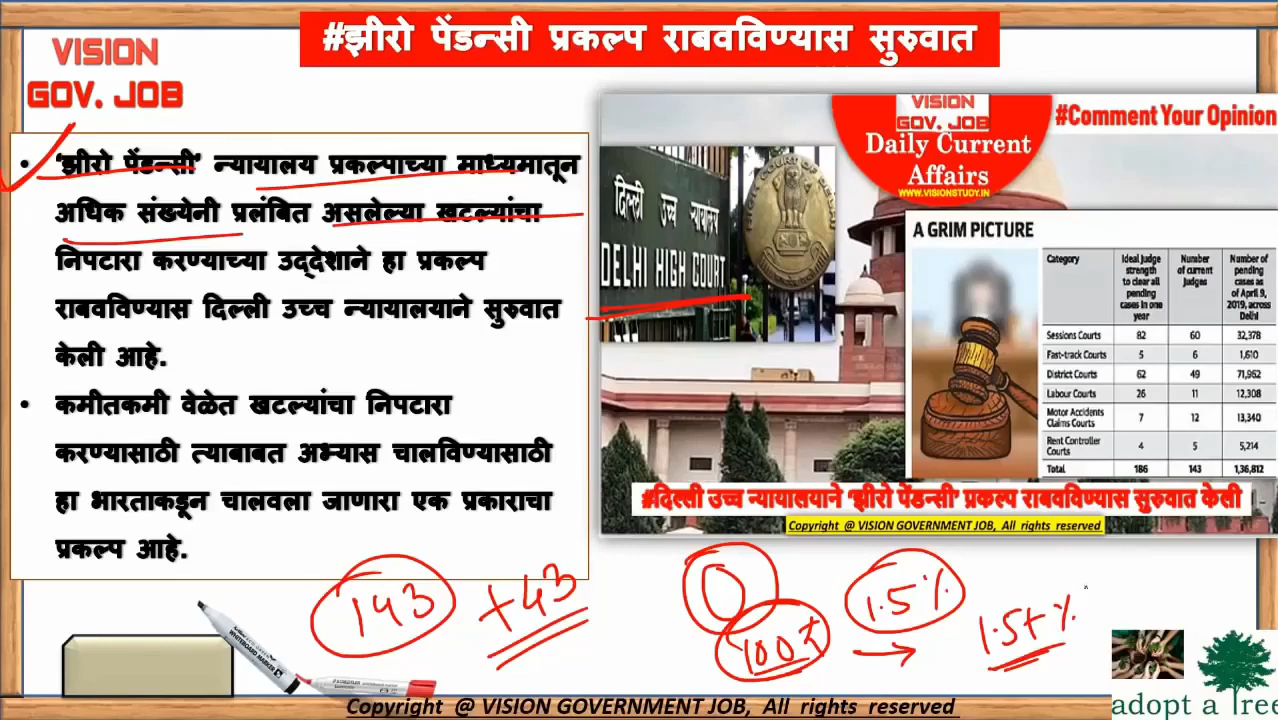 #झीरो पेंडन्सी प्रकल्प राबवविण्यास सुरुवात
VISION
GOV. JOB
• ‘झीरो पेंडन्सी’ न्यायालय प्रकल्पाच्या माध्यमातून
अधिक संख्येनी प्रलंबित असलेल्या खटल्यांचा
निपटारा करण्याच्या उद्देशाने हा प्रकल्प
राबवविण्यास दिल्ली उच्च न्यायालयाने सुरुवात
केली आहे.
• कमीतकमी वेळेत खटल्यांचा निपटारा
करण्यासाठी त्याबाबत अभ्यास चालविण्यासाठी
हा भारताकडून चालवला जाणारा एक प्रकाराचा
प्रकल्प आहे.
VISION
GOV. JOB
Daily Current
Affairs
WWW.VISIONSTUDY.IN
#Comment Your Opinion
दिल्ली उच्च न्यायालय
DELHI HIGH COURT
A GRIM PICTURE
Category Ideal judge strength to clear all pending cases in one year Number of current judges Number of pending cases as of April 9, 2019, across Delhi
Sessions Courts 82 60 32,378
Fast-track Courts 5 6 1,610
District Courts 62 49 71,962
Labour Courts 26 11 12,308
Motor Accidents Claims Courts 7 12 13,340
Rent Controller Courts 4 5 5,214
Total 186 143 1,36,812
#दिल्ली उच्च न्यायालयाने ‘झीरो पेंडन्सी’ प्रकल्प राबवविण्यास सुरुवात केली
Copyright @ VISION GOVERNMENT JOB, All rights reserved
143 +43
0 100 ₹ → 1.5% 1.5+%
WHITEBOARD MARKER
adopt a Tree
Copyright @ VISION GOVERNMENT JOB, All rights reserved